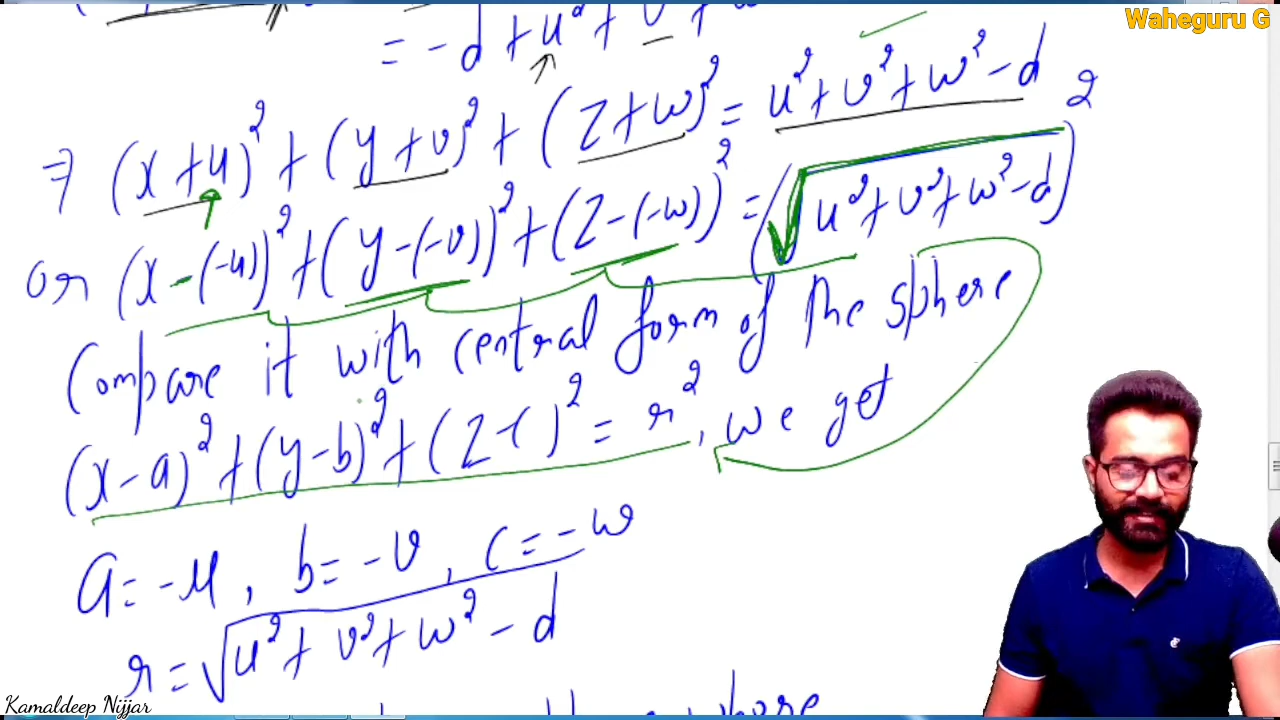 Waheguru G
= -d + u² + v² +
⇒ (x + u)² + (y + v)² + (z + w)² = u² + v² + w² - d
or (x - (-u))² + (y - (-v))² + (z - (-w))² = (√u² + v² + w² - d)²
Compare it with central form of the sphere
(x - a)² + (y - b)² + (z - c)² = r², we get
a = -u, b = -v, c = -w
r = √u² + v² + w² - d
whose
Kamaldeep Nijjar